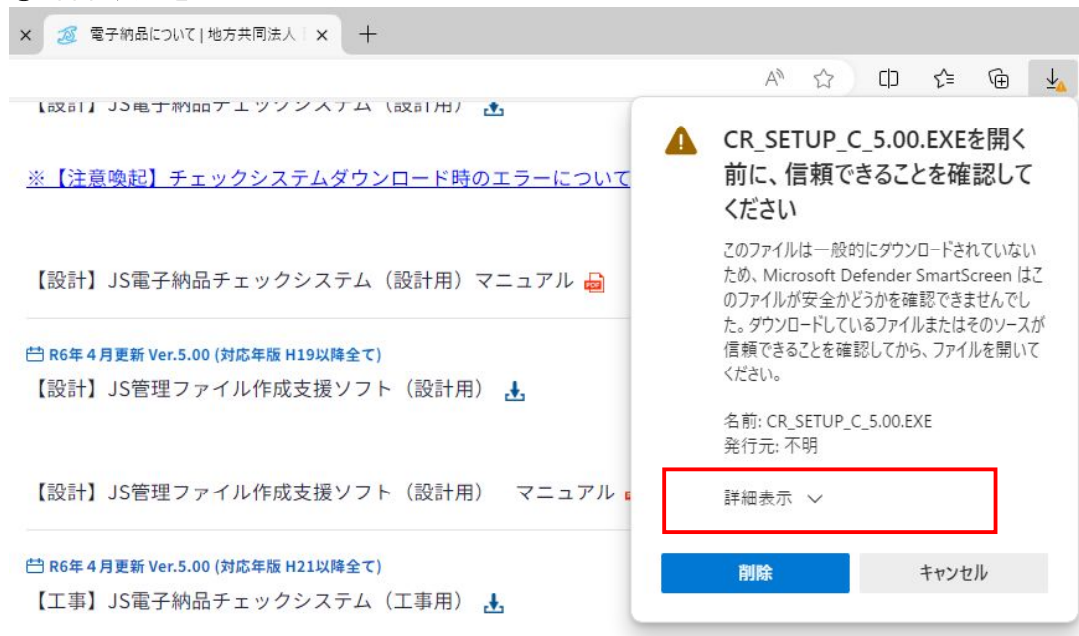 電子納品について | 地方共同法人
【設計】JS電子納品チェックシステム（設計用）
※【注意喚起】チェックシステムダウンロード時のエラーについて
【設計】JS電子納品チェックシステム（設計用）マニュアル
PDF
R6年4月更新 Ver.5.00 (対応年版 H19以降全て)
【設計】JS管理ファイル作成支援ソフト（設計用）
【設計】JS管理ファイル作成支援ソフト（設計用）　マニュアル
R6年4月更新 Ver.5.00 (対応年版 H21以降全て)
【工事】JS電子納品チェックシステム（工事用）
CR_SETUP_C_5.00.EXEを開く
前に、信頼できることを確認して
ください
このファイルは一般的にダウンロードされていない
ため、Microsoft Defender SmartScreen はこ
のファイルが安全かどうかを確認できませんでし
た。ダウンロードしているファイルまたはそのソースが
信頼できることを確認してから、ファイルを開いて
ください。
名前: CR_SETUP_C_5.00.EXE
発行元: 不明
詳細表示
削除
キャンセル